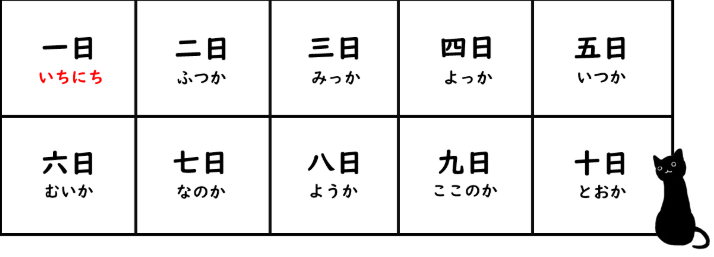 一日 二日 三日 四日 五日
いちにち ふつか みっか よっか いつか
六日 七日 八日 九日 十日
むいか なのか ようか ここのか とおか